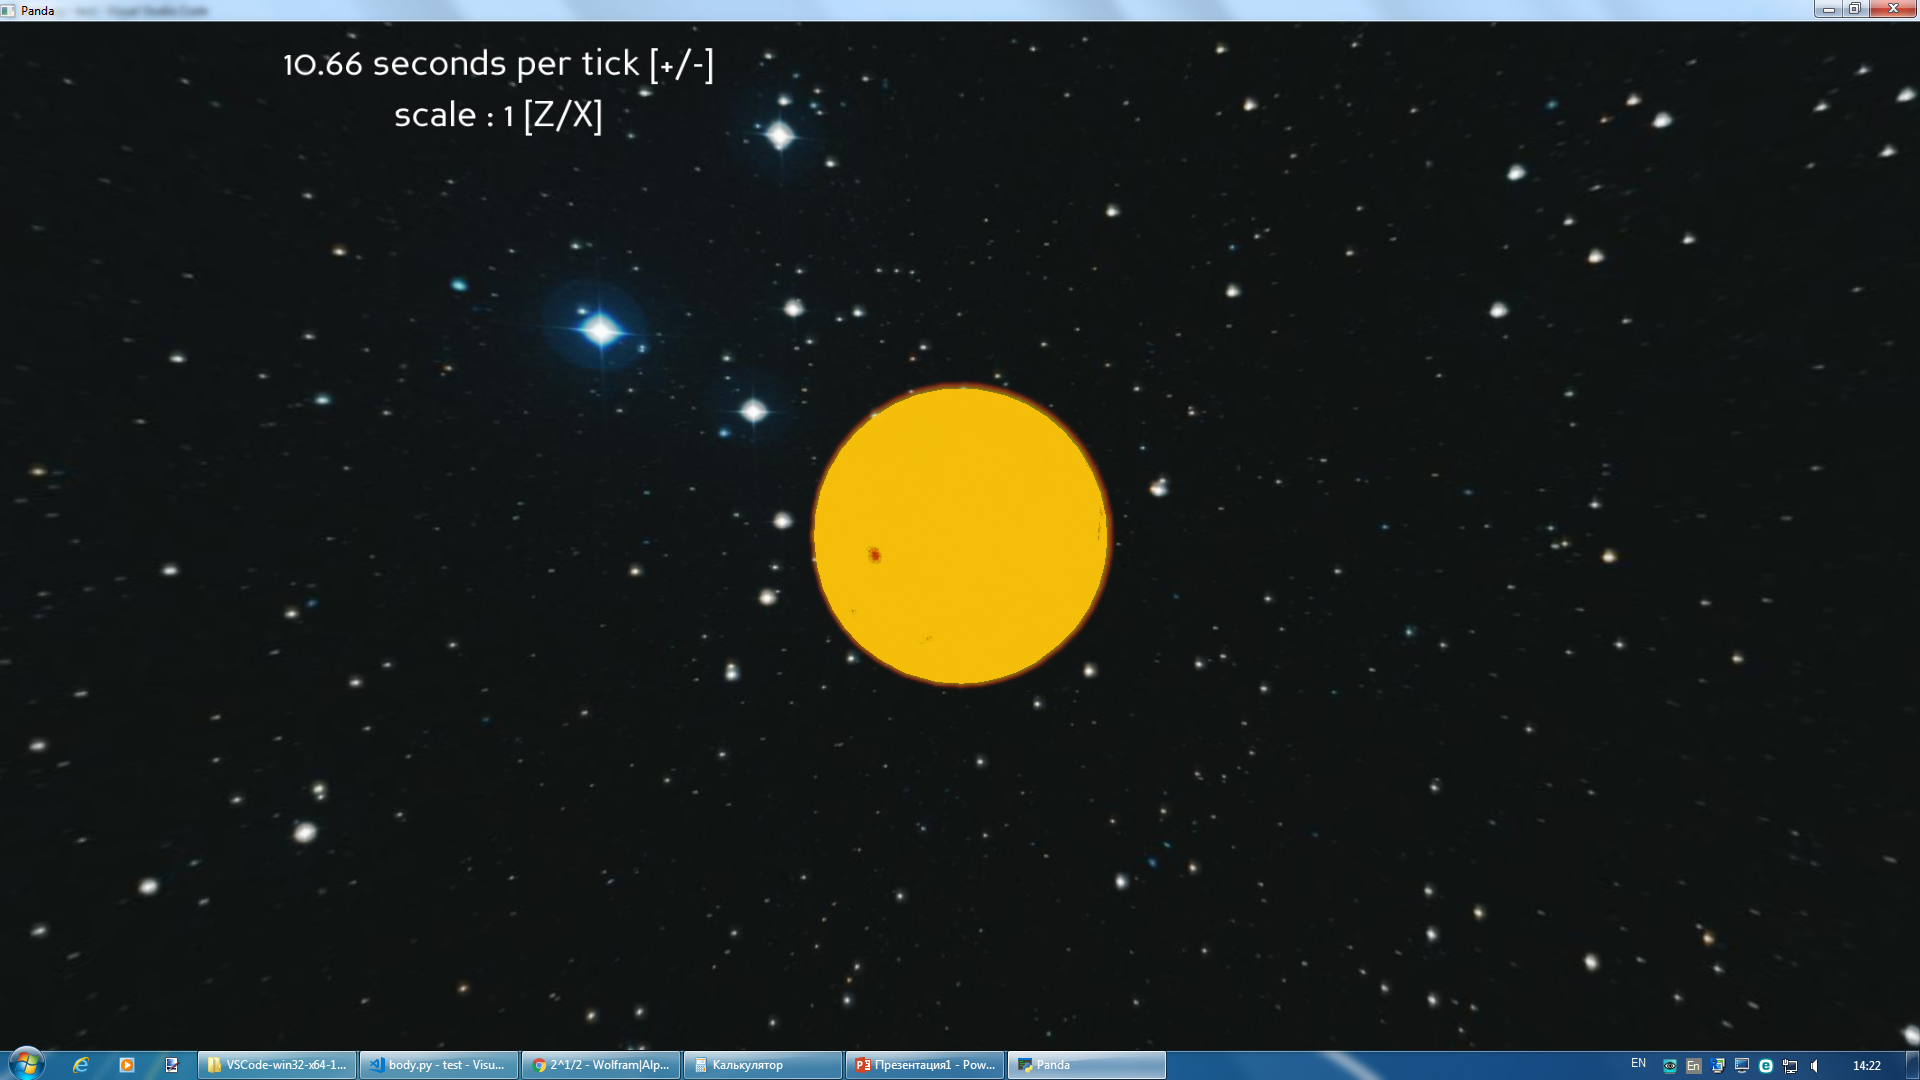 Panda
10.66 seconds per tick [+/-]
scale : 1 [Z/X]
VSCode-win32-x64-1...
body.py - test - Visu...
2^1/2 - Wolfram|Alp...
Калькулятор
Презентация1 - Pow...
Panda
EN
En
14:22